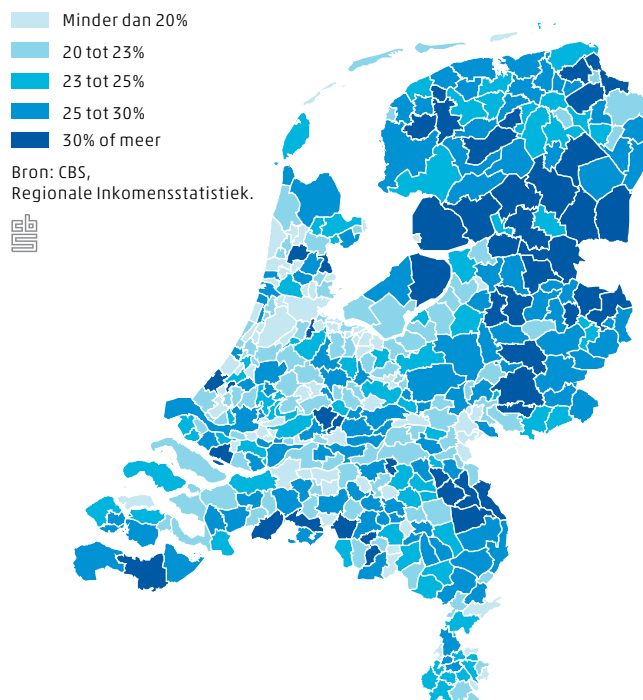 Minder dan 20%
20 tot 23%
23 tot 25%
25 tot 30%
30% of meer
Bron: CBS,
Regionale Inkomensstatistiek.
cbs